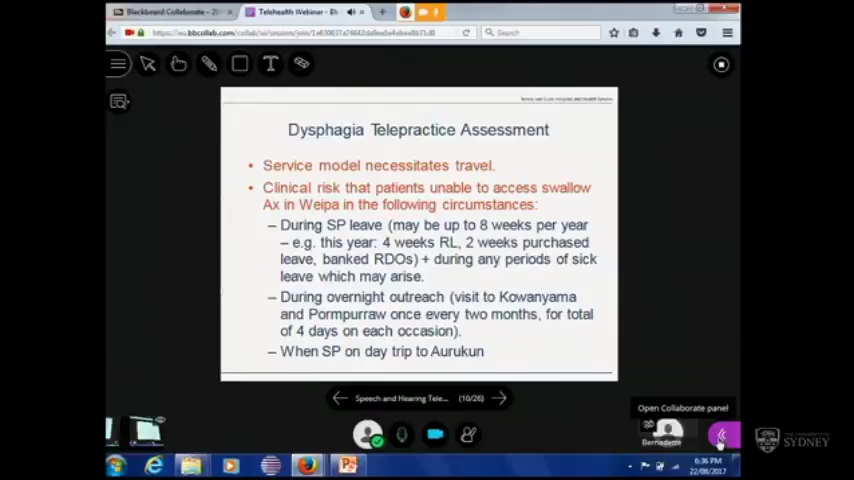 Blackboard Collaborate - 20
Telehealth Webinar - Eb
Search
Dysphagia Telepractice Assessment
• Service model necessitates travel.
• Clinical risk that patients unable to access swallow
Ax in Weipa in the following circumstances:
– During SP leave (may be up to 8 weeks per year
– e.g. this year: 4 weeks RL, 2 weeks purchased
leave, banked RDOs) + during any periods of sick
leave which may arise.
– During overnight outreach (visit to Kowanyama
and Pormpuraaw once every two months, for total
of 4 days on each occasion).
– When SP on day trip to Aurukun
Speech and Hearing Tele... (10/26)
Open Collaborate panel
Bernadette
THE UNIVERSITY OF
SYDNEY
6:36 PM
22/08/2017